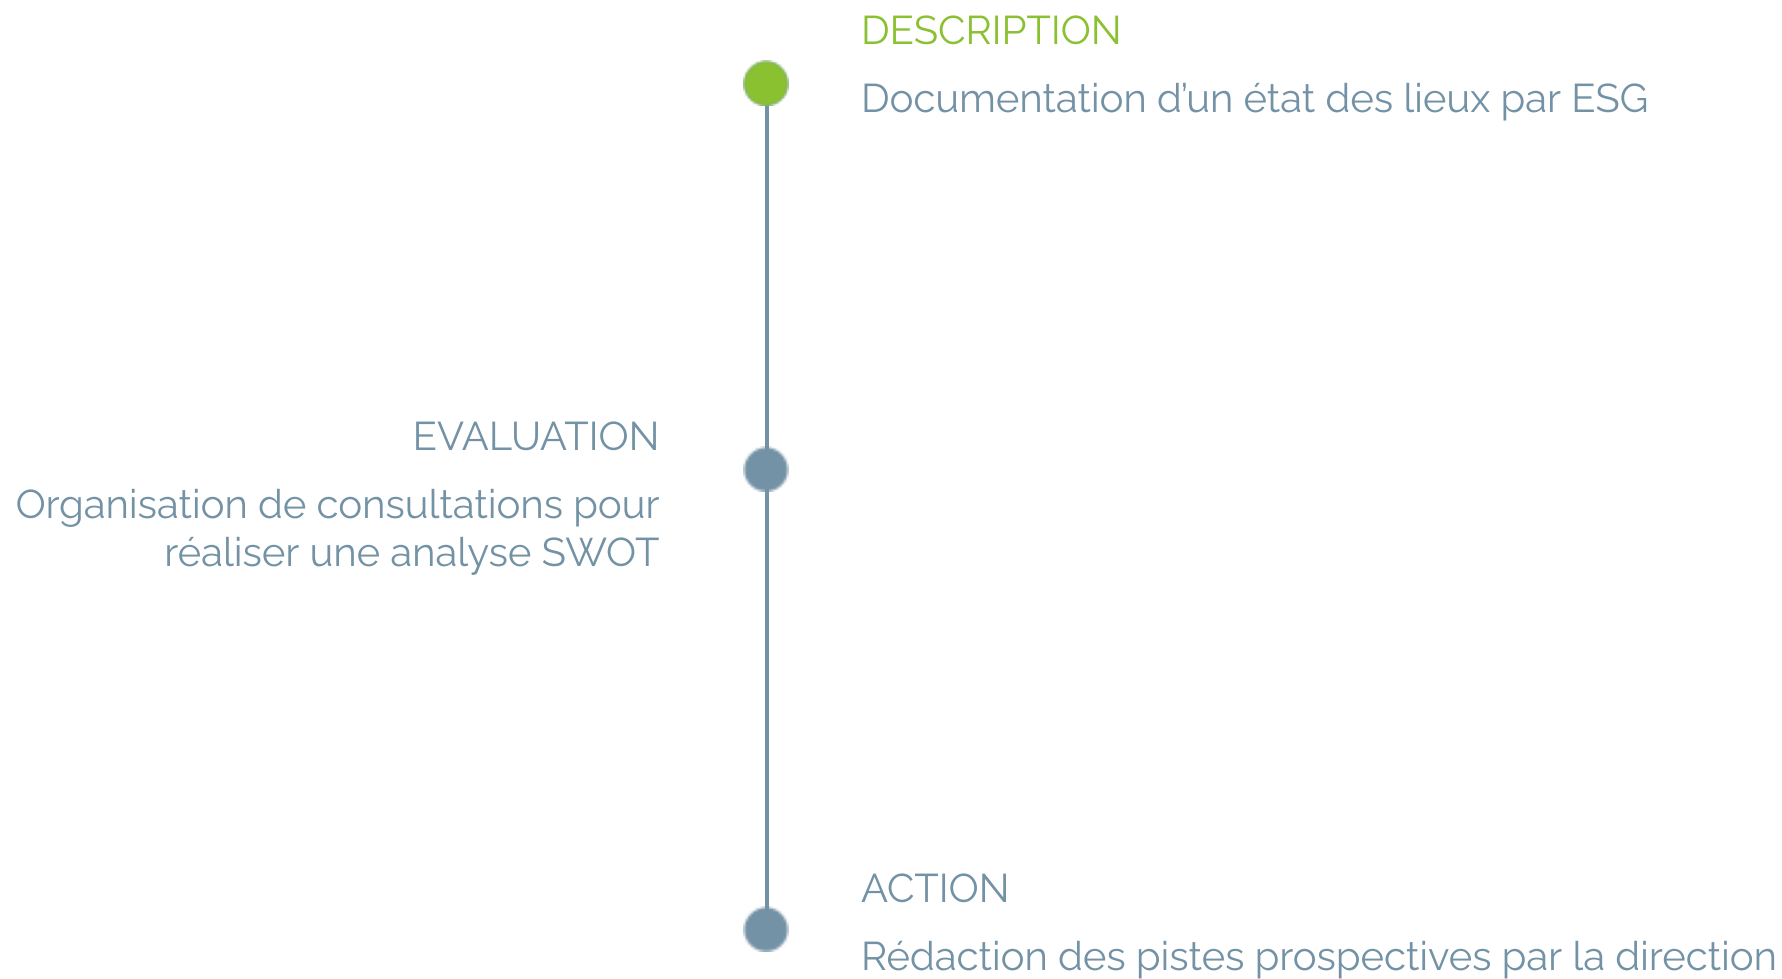 DESCRIPTION
Documentation d’un état des lieux par ESG
EVALUATION
Organisation de consultations pour
réaliser une analyse SWOT
ACTION
Rédaction des pistes prospectives par la direction